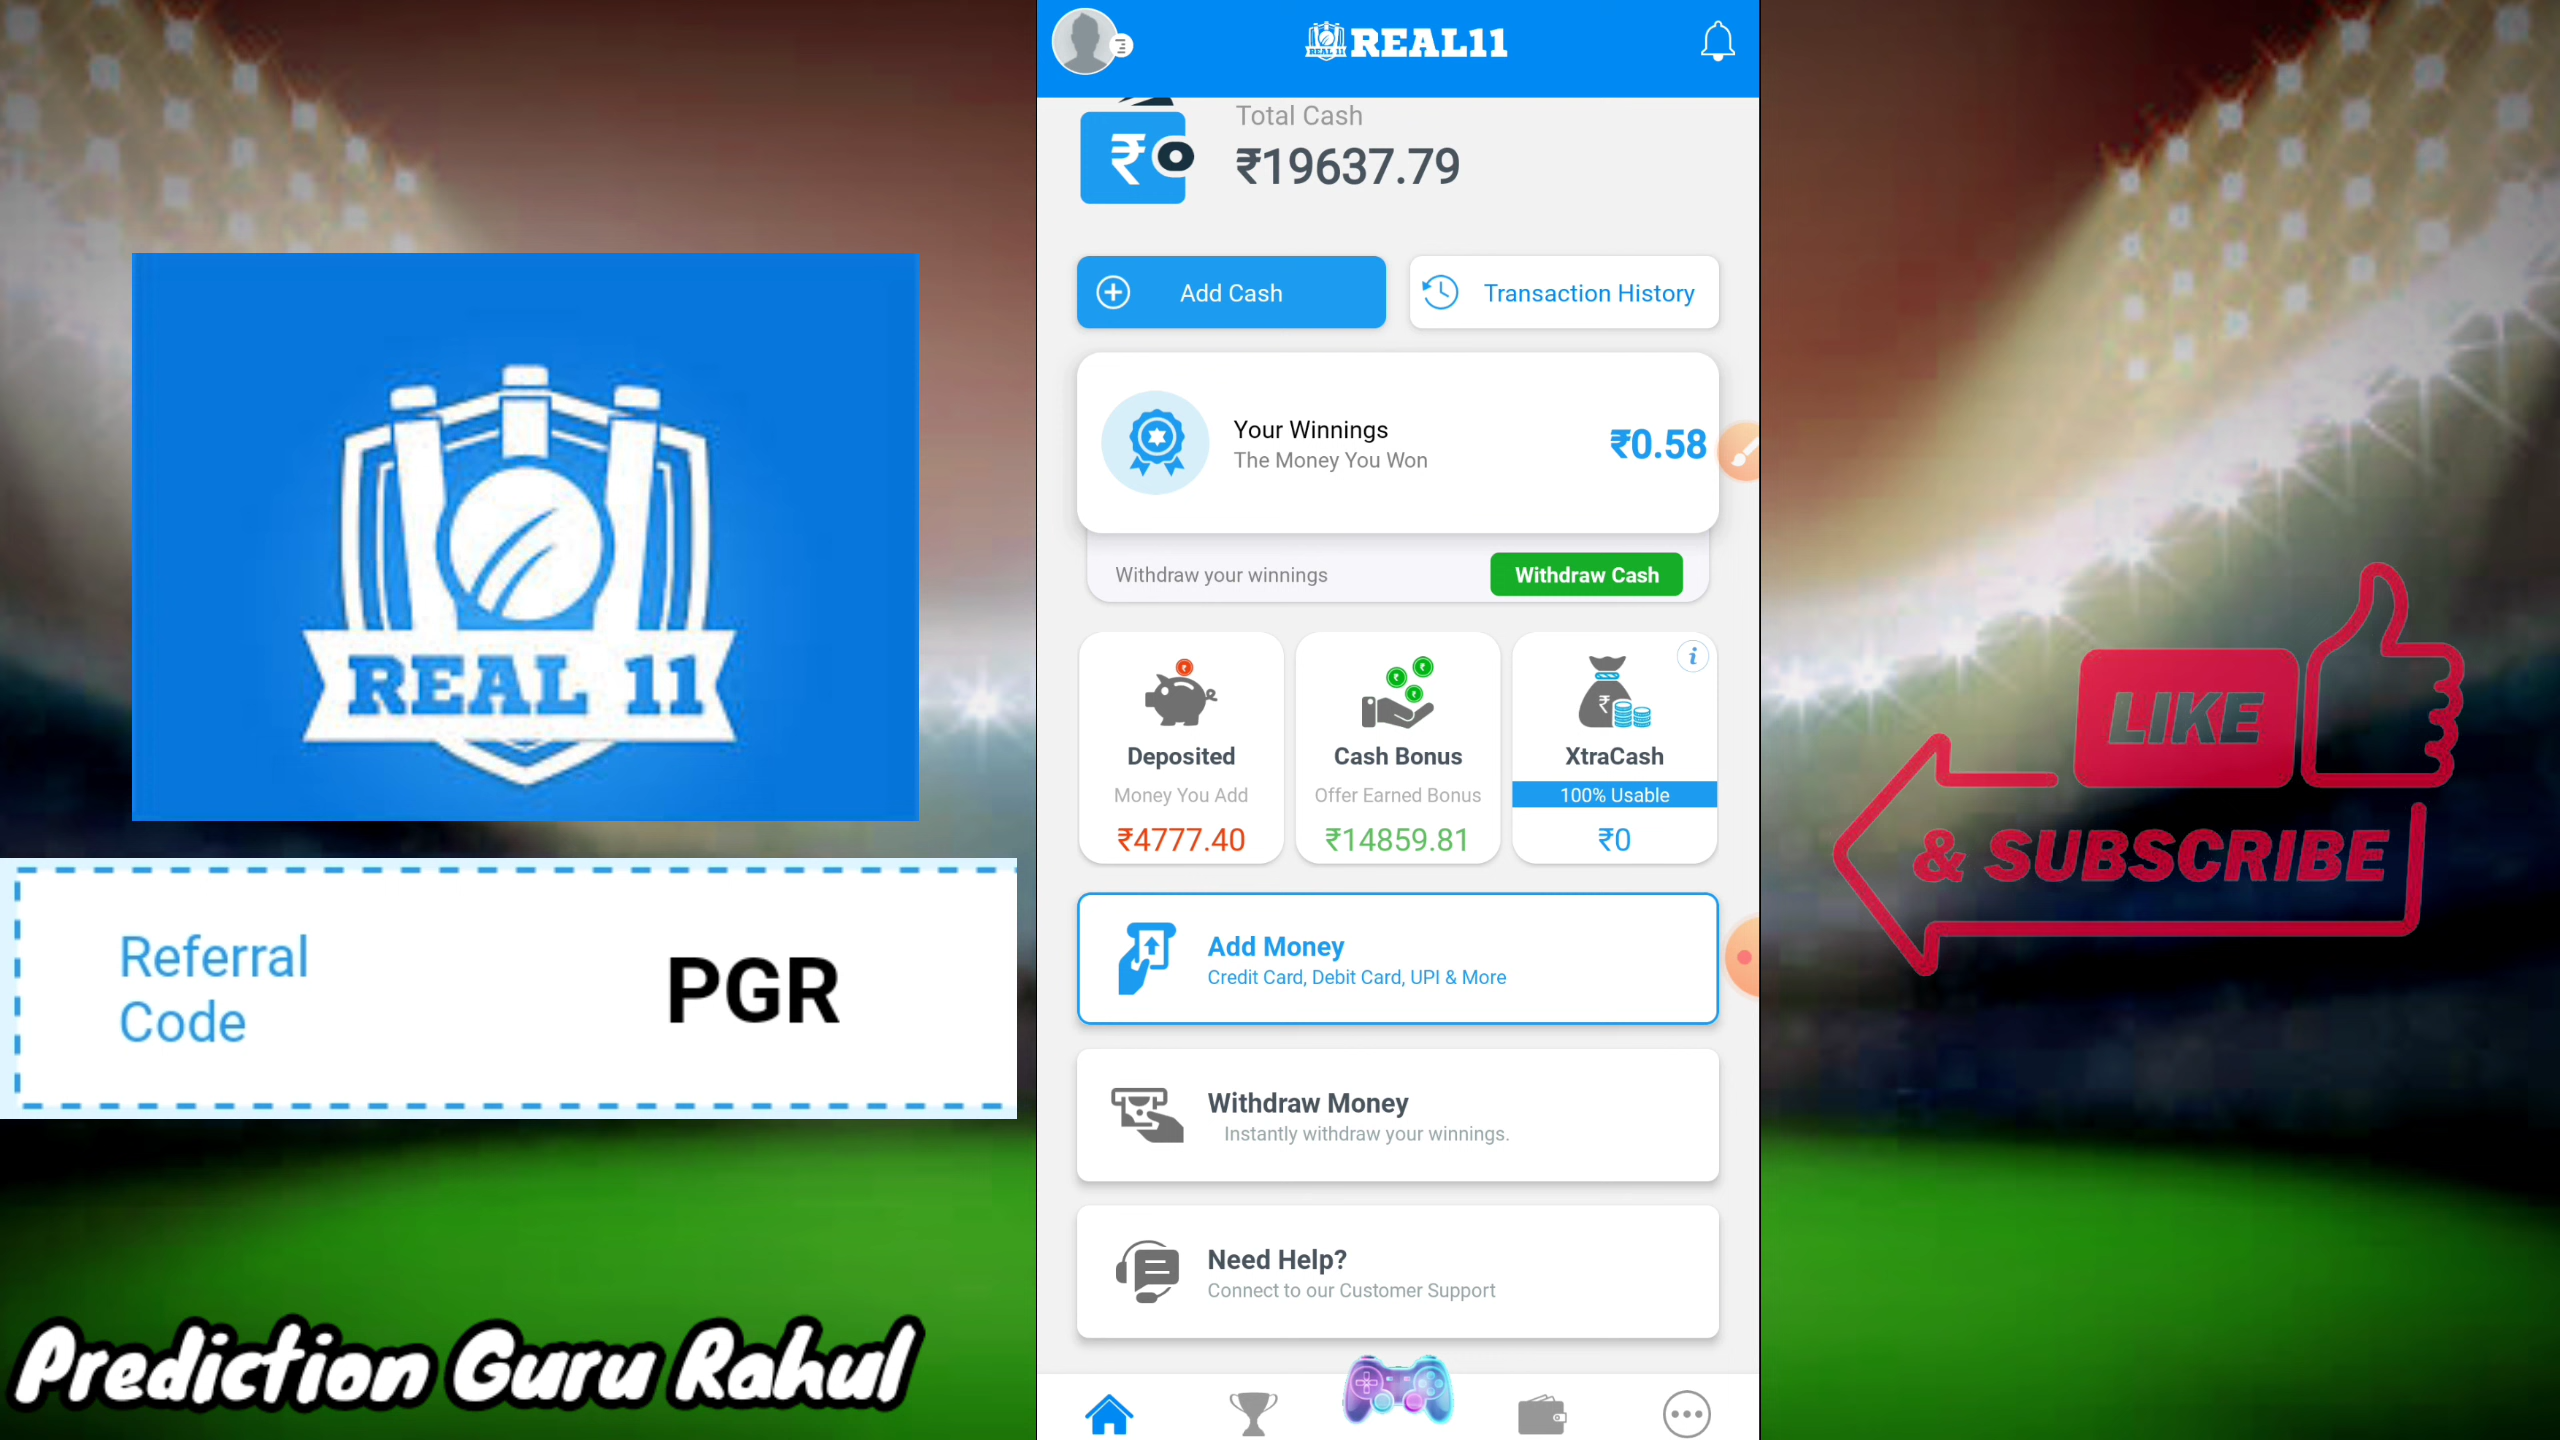 REAL 11
REAL11
Total Cash
₹19637.79
Add Cash
Transaction History
Your Winnings
The Money You Won
₹0.58
Withdraw your winnings
Withdraw Cash
Deposited
Money You Add
₹4777.40
Cash Bonus
Offer Earned Bonus
₹14859.81
XtraCash
100% Usable
₹0
Add Money
Credit Card, Debit Card, UPI & More
Withdraw Money
Instantly withdraw your winnings.
Need Help?
Connect to our Customer Support
REAL 11
Referral
Code
PGR
Prediction Guru Rahul
LIKE
& SUBSCRIBE